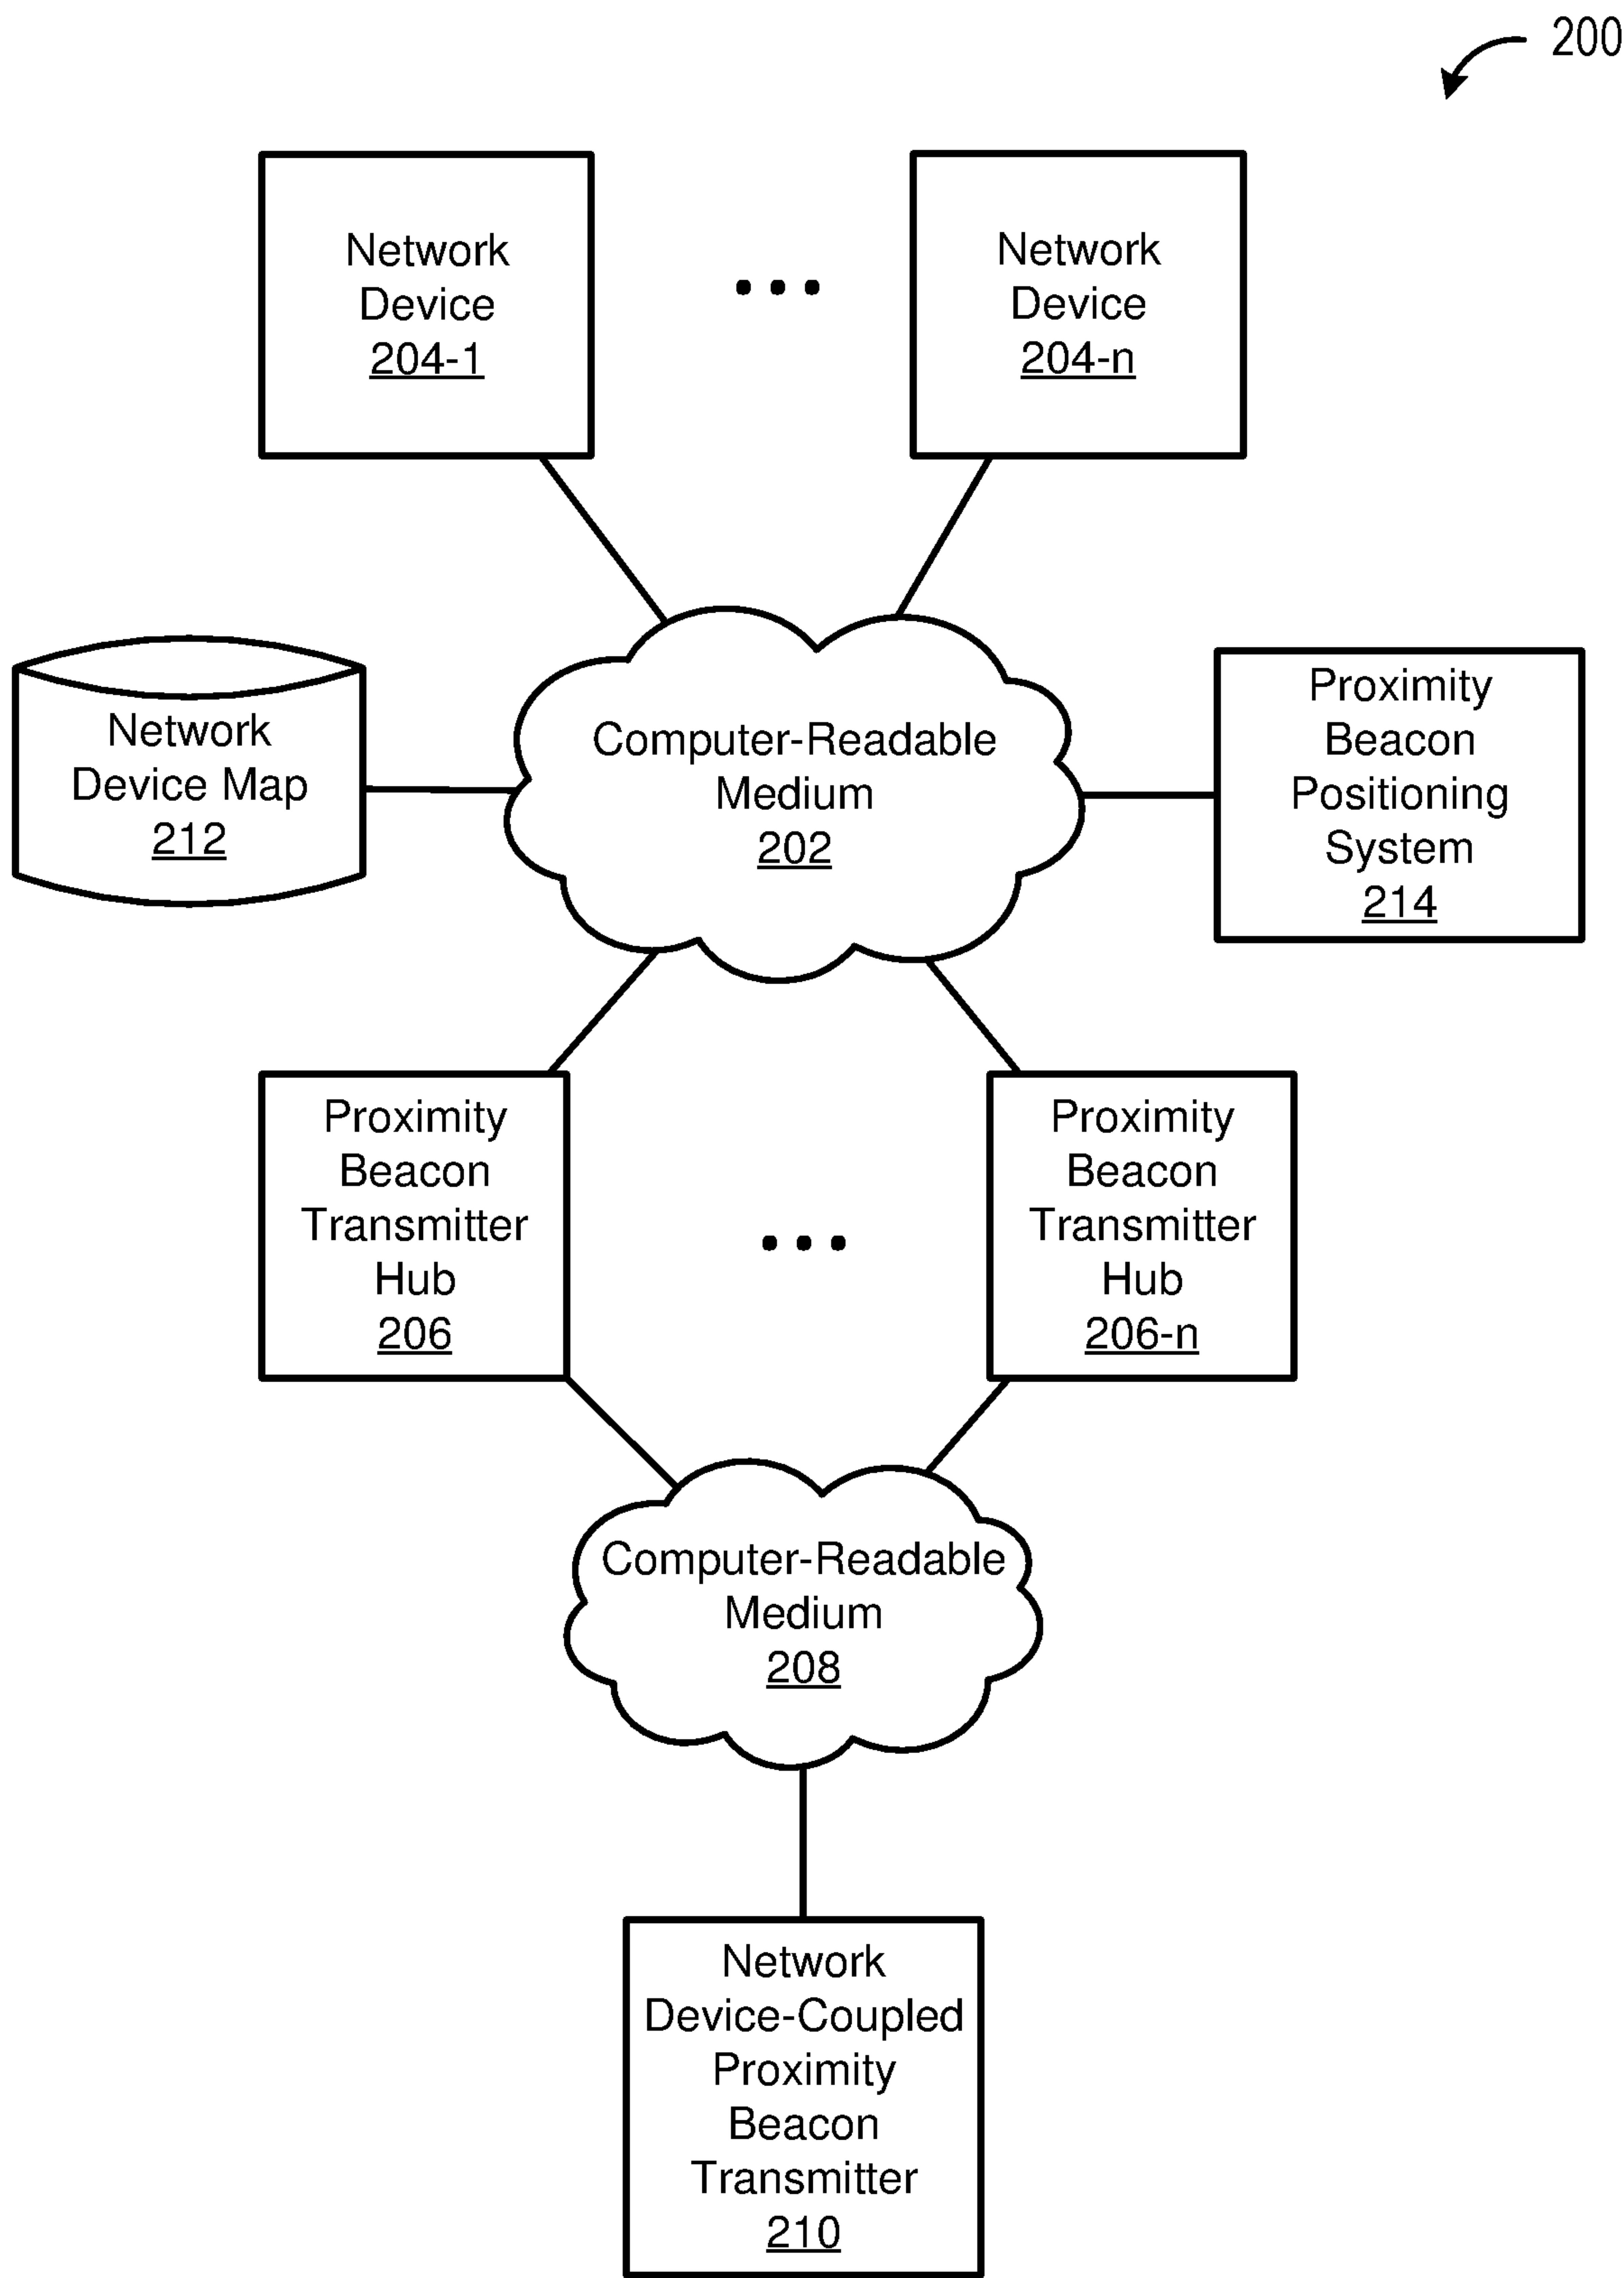 200
Network
Device
204-1
Network
Device
204-n
Network
Device Map
212
Computer-Readable
Medium
202
Proximity
Beacon
Positioning
System
214
Proximity
Beacon
Transmitter
Hub
206
Proximity
Beacon
Transmitter
Hub
206-n
Computer-Readable
Medium
208
Network
Device-Coupled
Proximity
Beacon
Transmitter
210